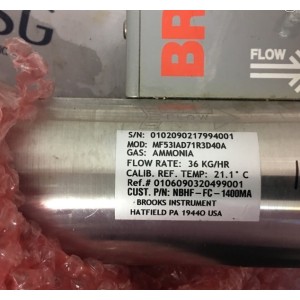 SG
BR
FLOW
S/N: 0102090217994001
MOD: MF53IAD71R3D40A
GAS: AMMONIA
FLOW RATE: 36 KG/HR
CALIB. REF. TEMP: 21.1° C
Ref.# 0106090320499001
CUST. P/N: NBHF-FC-1400MA
BROOKS INSTRUMENT
HATFIELD PA 19440 USA